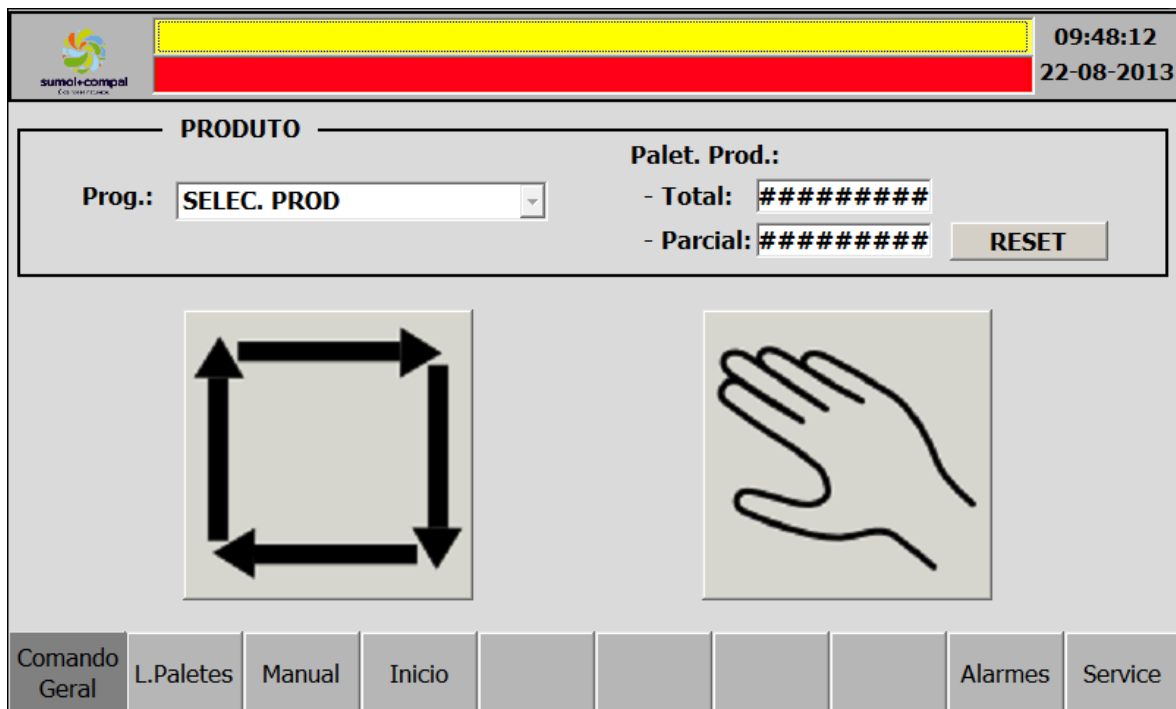 sumol+compal
09:48:12
22-08-2013
PRODUTO
Prog.: SELEC. PROD
Palet. Prod.:
- Total: #########
- Parcial: ######### RESET
Comando Geral
L.Paletes
Manual
Inicio
Alarmes
Service